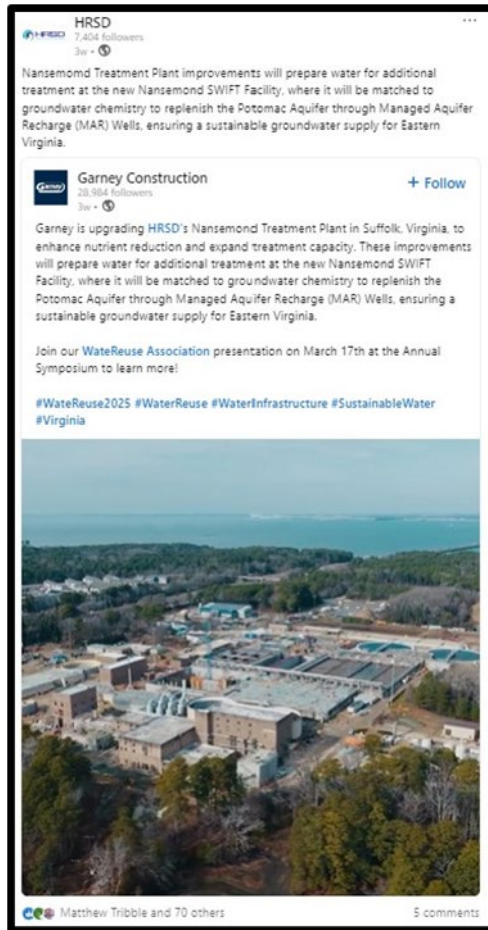 HRSD
HRSD
7,404 followers
3w •
Nansemomd Treatment Plant improvements will prepare water for additional
treatment at the new Nansemond SWIFT Facility, where it will be matched to
groundwater chemistry to replenish the Potomac Aquifer through Managed Aquifer
Recharge (MAR) Wells, ensuring a sustainable groundwater supply for Eastern
Virginia.
Garney
Garney Construction
28,984 followers
3w •
+ Follow
Garney is upgrading HRSD's Nansemond Treatment Plant in Suffolk, Virginia, to
enhance nutrient reduction and expand treatment capacity. These improvements
will prepare water for additional treatment at the new Nansemond SWIFT
Facility, where it will be matched to groundwater chemistry to replenish the
Potomac Aquifer through Managed Aquifer Recharge (MAR) Wells, ensuring a
sustainable groundwater supply for Eastern Virginia.
Join our WateReuse Association presentation on March 17th at the Annual
Symposium to learn more!
#WateReuse2025 #WaterReuse #WaterInfrastructure #SustainableWater
#Virginia
Matthew Tribble and 70 others
5 comments